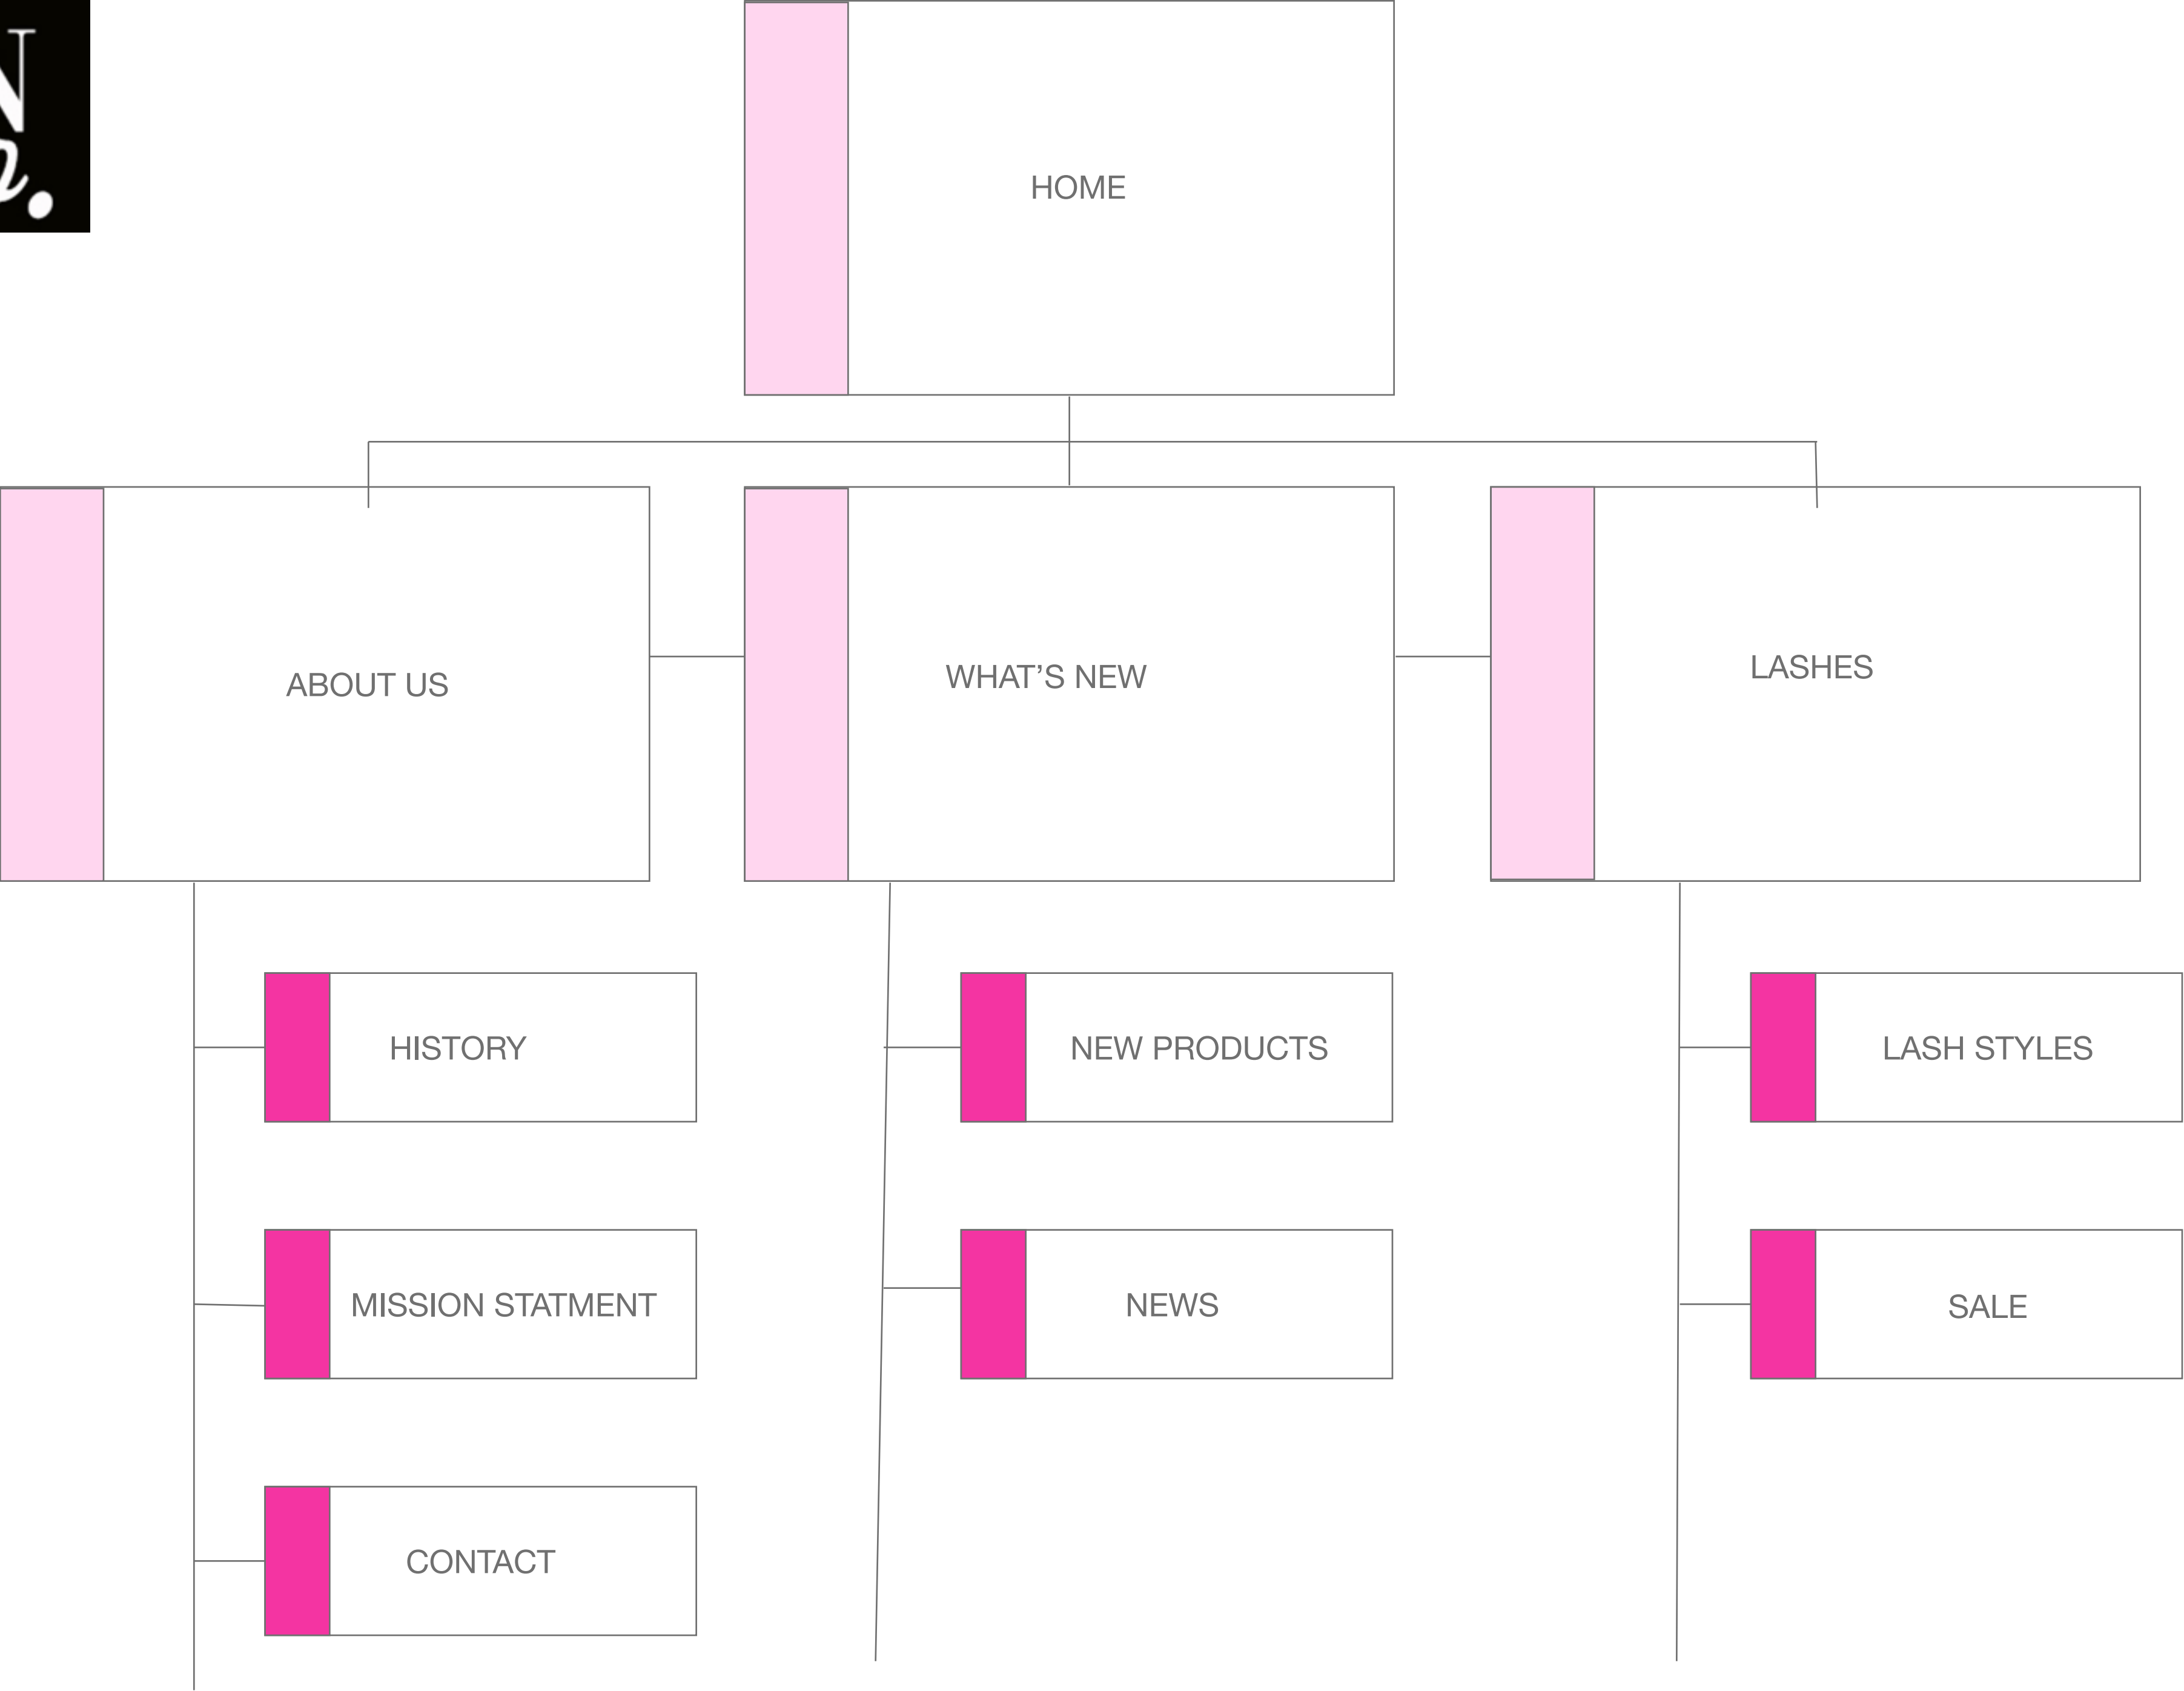 N
HOME
ABOUT US
WHAT'S NEW
LASHES
HISTORY
NEW PRODUCTS
LASH STYLES
MISSION STATMENT
NEWS
SALE
CONTACT